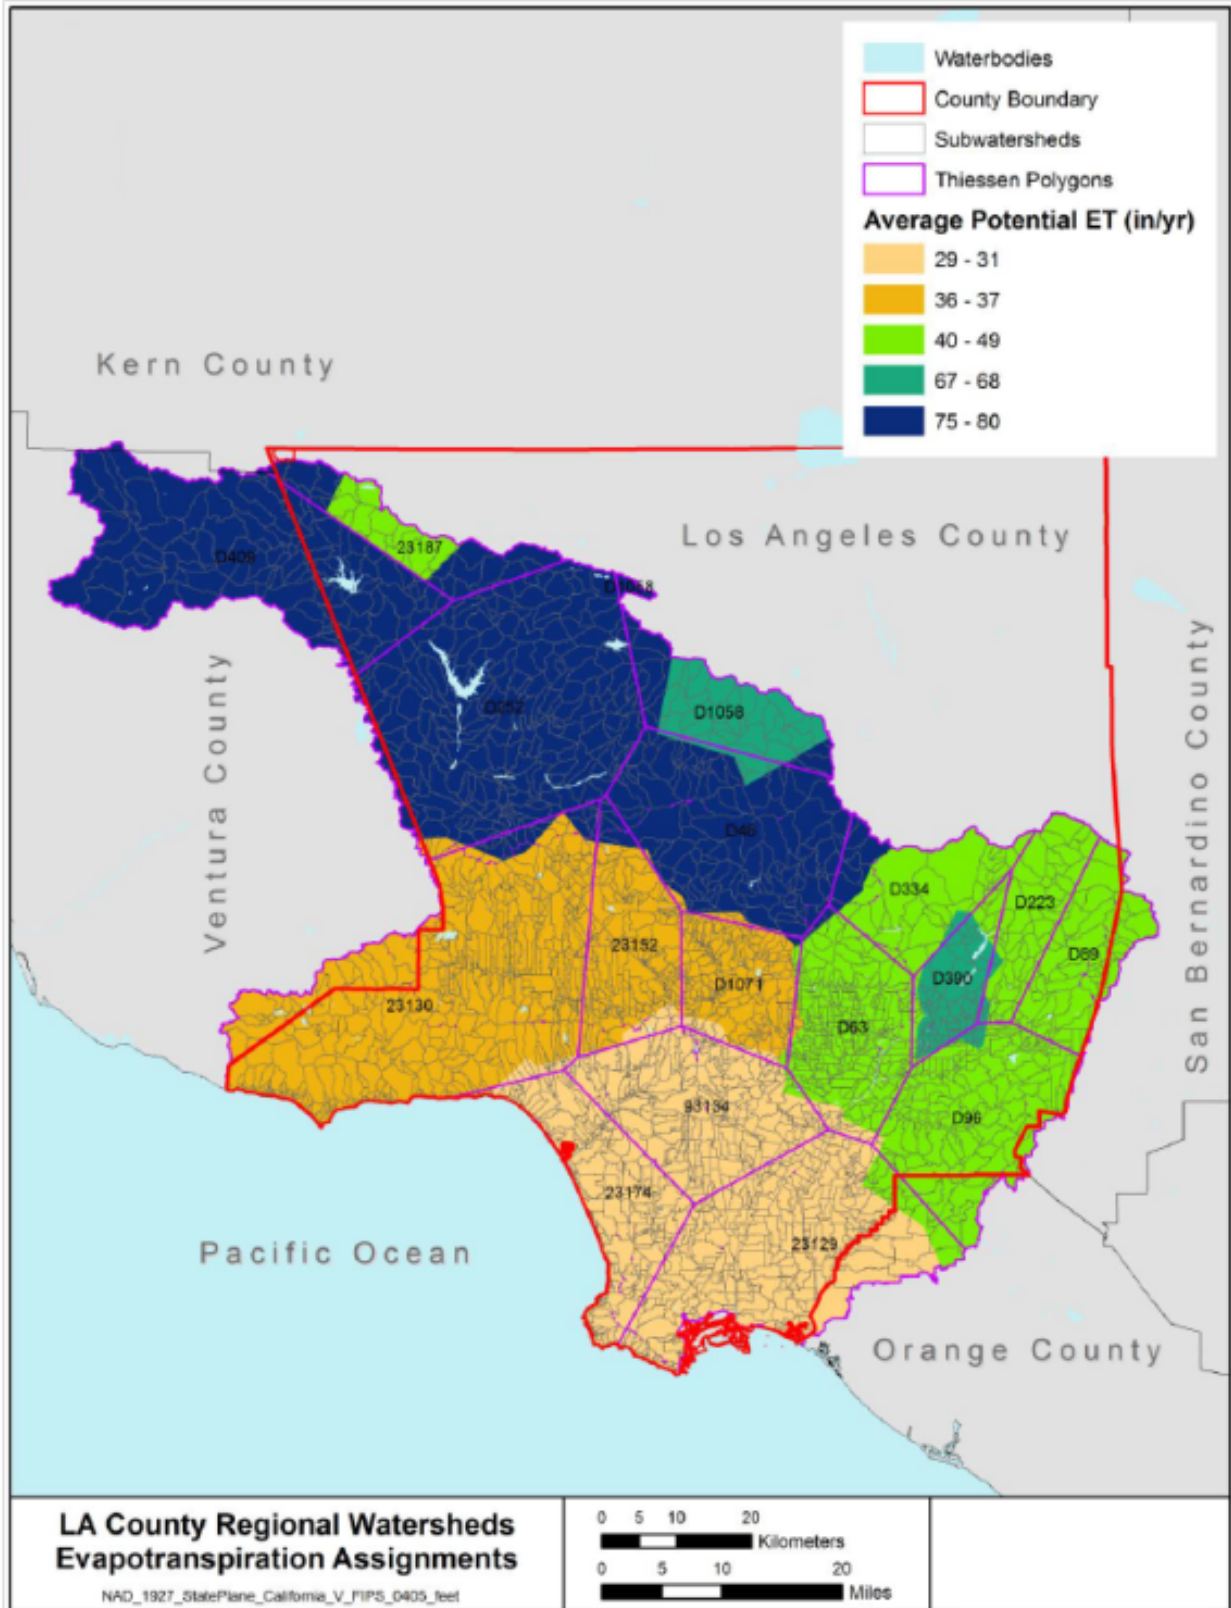 Waterbodies
County Boundary
Subwatersheds
Thiessen Polygons
Average Potential ET (in/yr)
29 - 31
36 - 37
40 - 49
67 - 68
75 - 80
Kern County
Los Angeles County
Ventura County
San Bernardino County
Pacific Ocean
Orange County
D409
23187
D1058
D252
D1058
D46
D334
D223
D89
23152
D1071
D390
23130
D63
93134
D96
23174
23129
LA County Regional Watersheds
Evapotranspiration Assignments
NAD_1927_StatePlane_California_V_FIPS_0405_feet
0 5 10 20
Kilometers
0 5 10 20
Miles